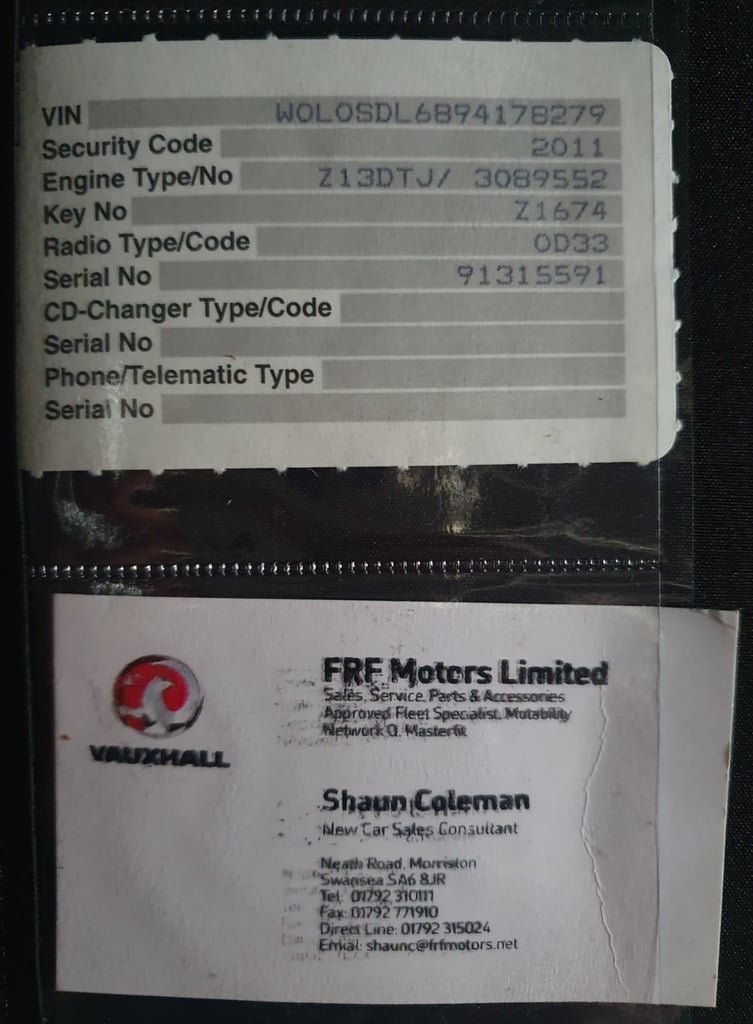 VIN W0L0SDL6894178279
Security Code 2011
Engine Type/No Z13DTJ/ 3089552
Key No Z1674
Radio Type/Code 0D33
Serial No 91315591
CD-Changer Type/Code
Serial No
Phone/Telematic Type
Serial No
VAUXHALL
FRF Motors Limited
Sales, Service, Parts & Accessories
Approved Fleet Specialist, Motability
Network Q, Masterfit
Shaun Coleman
New Car Sales Consultant
Neath Road, Morriston
Swansea SA6 8JR
Tel: 01792 310111
Fax: 01792 771910
Direct Line: 01792 315024
Email: shaunc@frfmotors.net